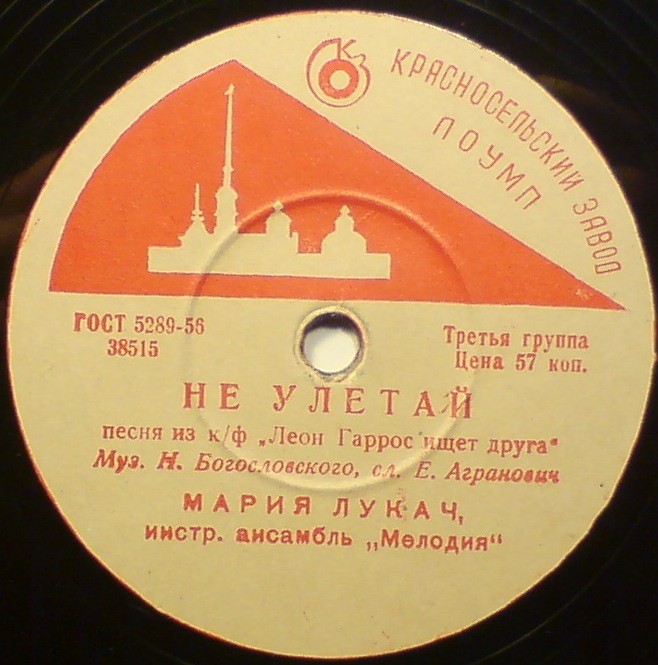 КЗ
КРАСНОСЕЛЬСКИЙ ЗАВОД
ПОУМП
ГОСТ 5289-56
38515
Третья группа
Цена 57 коп.
НЕ УЛЕТАЙ
песня из к/ф „Леон Гаррос ищет друга"
Муз. Н. Богословского, сл. Е. Агранович
МАРИЯ ЛУКАЧ,
инстр. ансамбль „Мелодия"